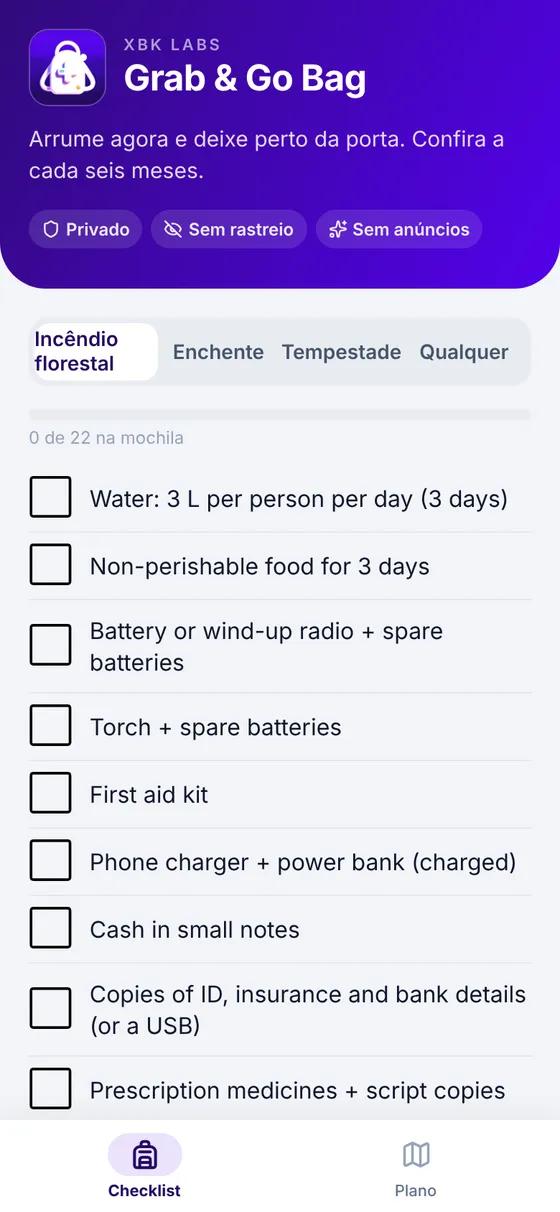 XBK LABS
Grab & Go Bag
Arrume agora e deixe perto da porta. Confira a
cada seis meses.
Privado
Sem rastreio
Sem anúncios
Incêndio
florestal
Enchente
Tempestade
Qualquer
0 de 22 na mochila
Water: 3 L per person per day (3 days)
Non-perishable food for 3 days
Battery or wind-up radio + spare
batteries
Torch + spare batteries
First aid kit
Phone charger + power bank (charged)
Cash in small notes
Copies of ID, insurance and bank details
(or a USB)
Prescription medicines + script copies
Checklist
Plano